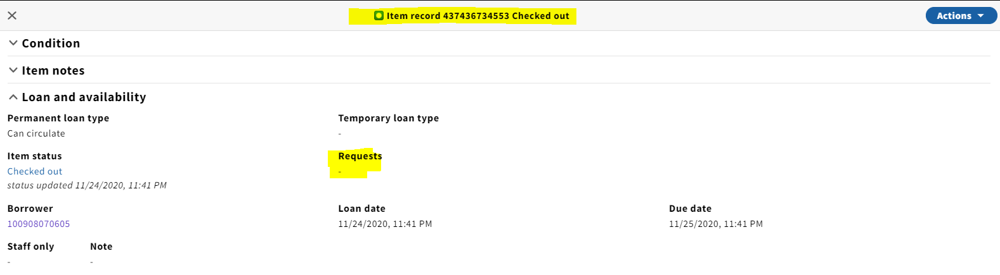 Item record 437436734553 Checked out
Actions
Condition
Item notes
Loan and availability
Permanent loan type
Can circulate
Temporary loan type
-
Item status
Checked out
status updated 11/24/2020, 11:41 PM
Requests
-
Borrower
100908070605
Loan date
11/24/2020, 11:41 PM
Due date
11/25/2020, 11:41 PM
Staff only
-
Note
-